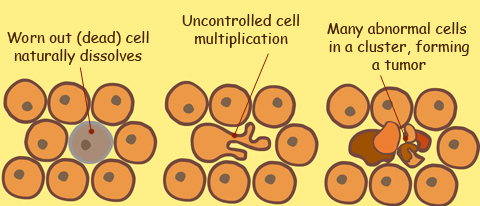 Worn out (dead) cell
naturally dissolves
Uncontrolled cell
multiplication
Many abnormal cells
in a cluster, forming
a tumor